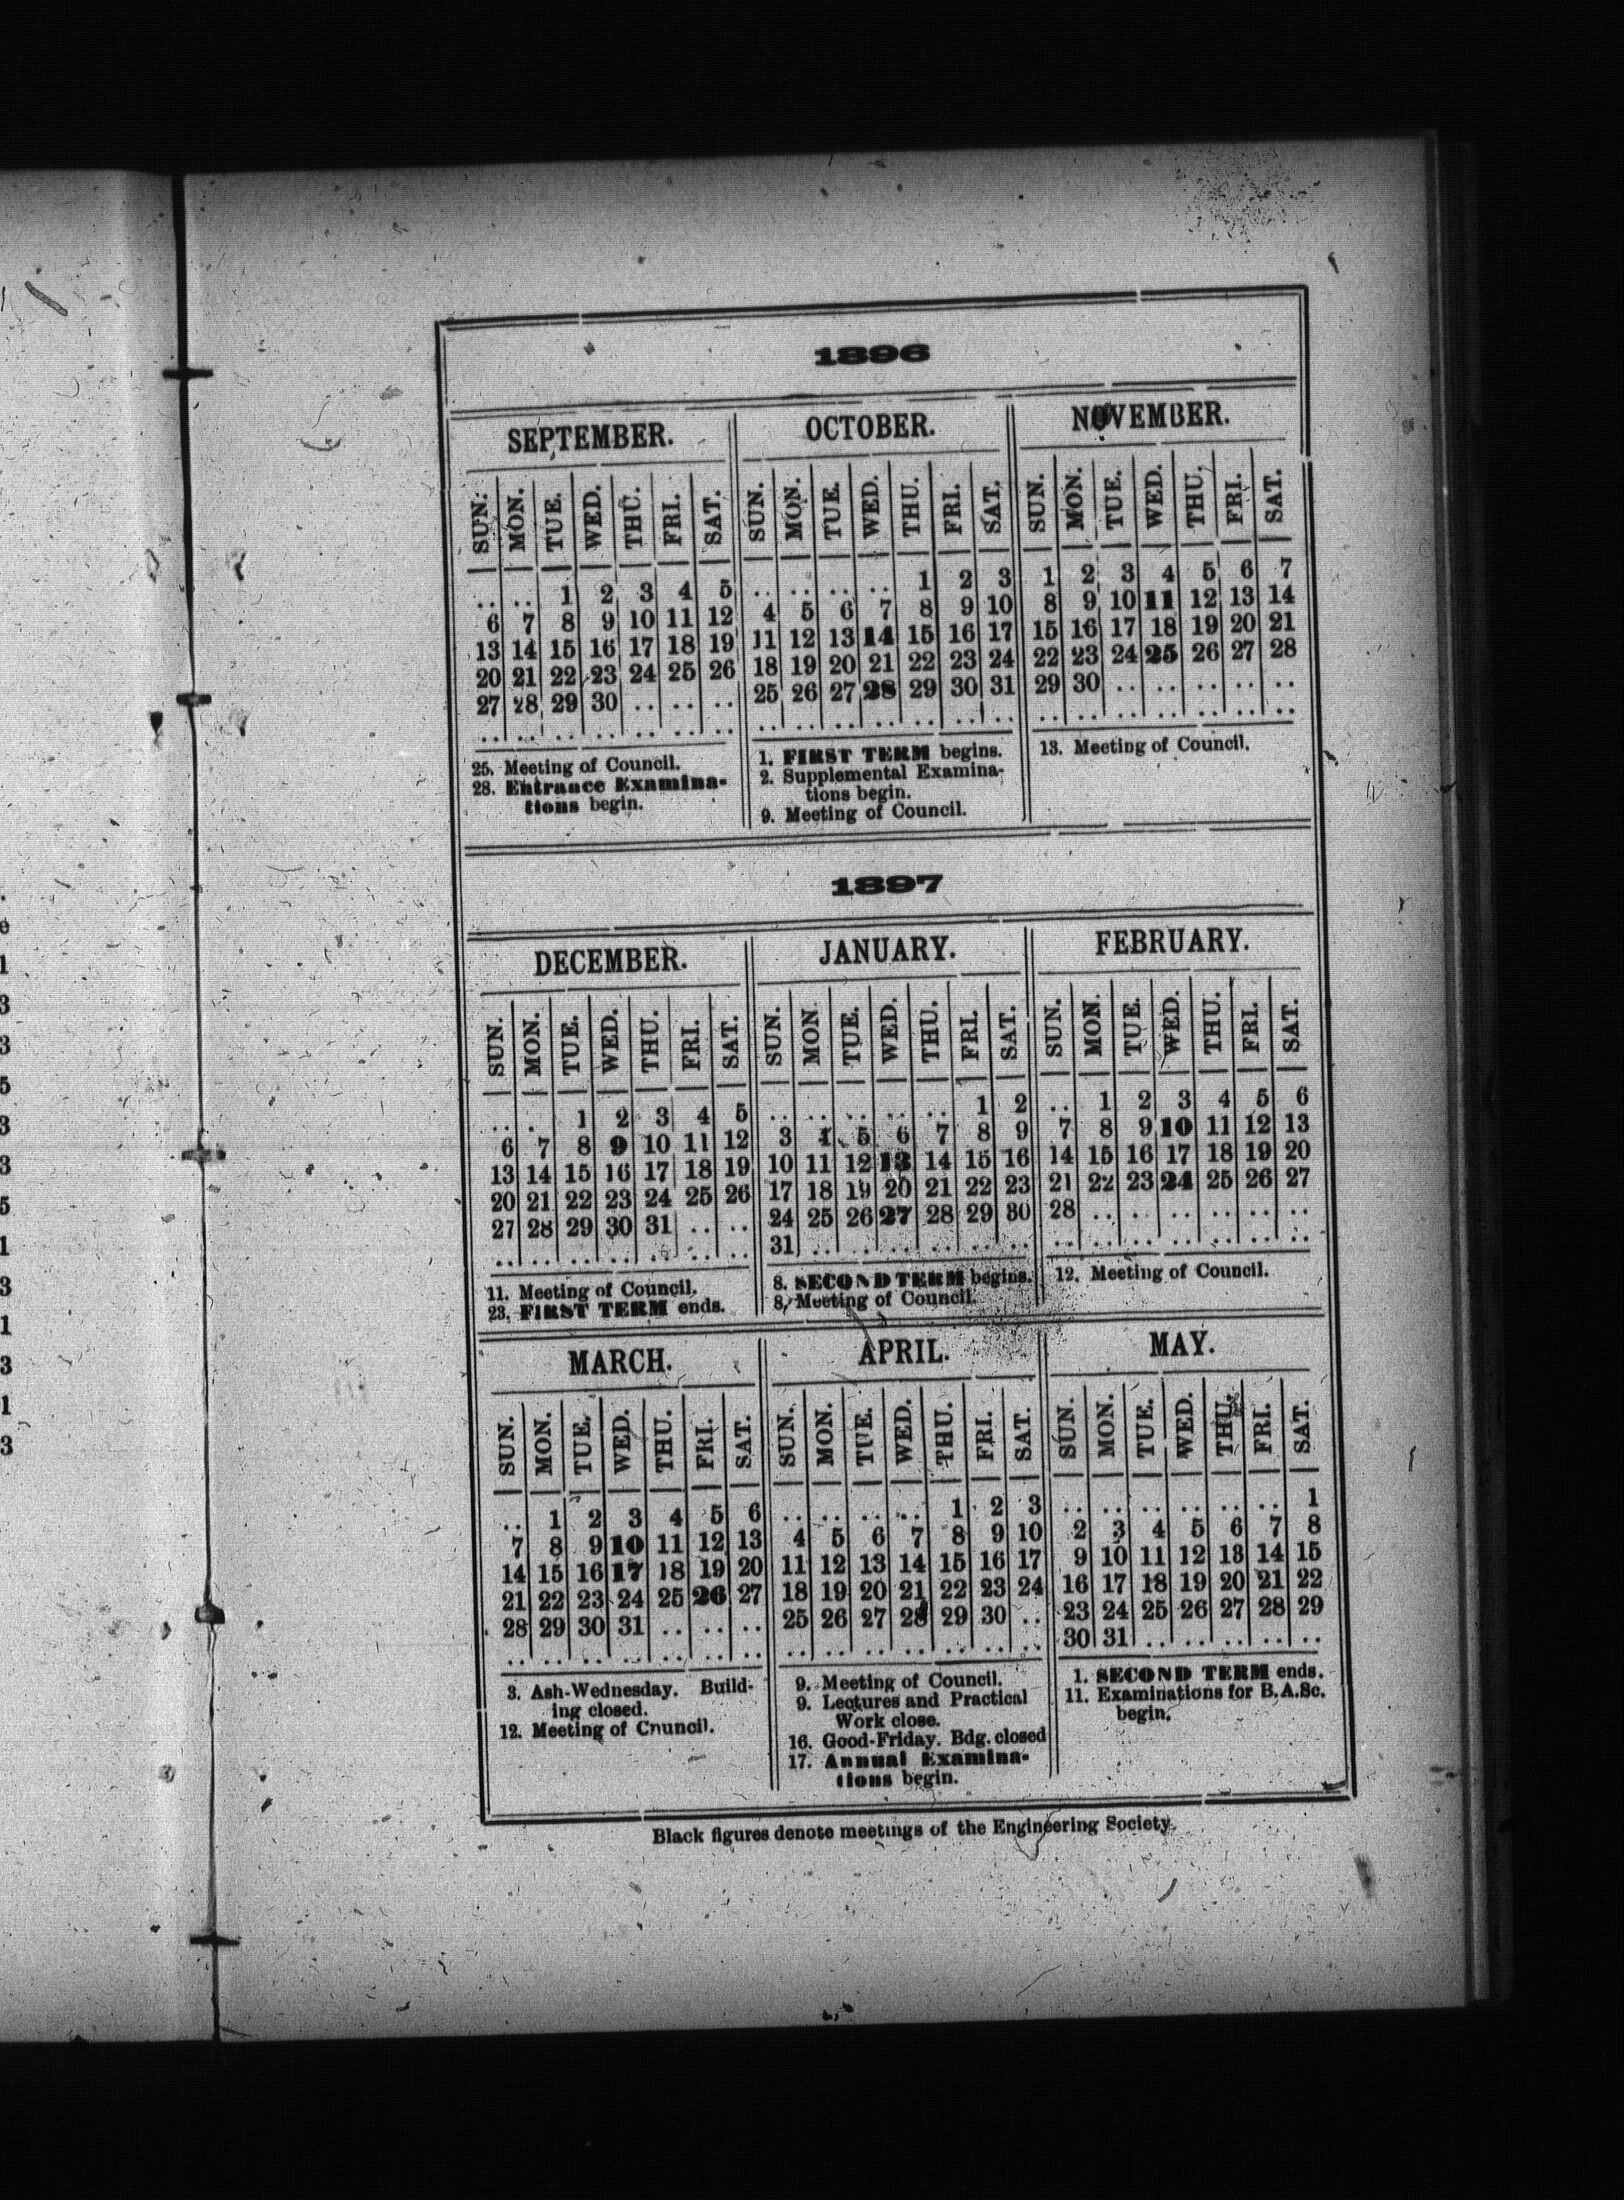 1896
SEPTEMBER.
SUN. MON. TUE. WED. THU. FRI. SAT.
.. .. 1 2 3 4 5
6 7 8 9 10 11 12
13 14 15 16 17 18 19
20 21 22 23 24 25 26
27 28 29 30 .. .. ..
.. .. .. .. .. .. ..
25. Meeting of Council.
28. Entrance Examina-
tions begin.
OCTOBER.
SUN. MON. TUE. WED. THU. FRI. SAT.
.. .. .. .. 1 2 3
4 5 6 7 8 9 10
11 12 13 14 15 16 17
18 19 20 21 22 23 24
25 26 27 28 29 30 31
.. .. .. .. .. .. ..
1. FIRST TERM begins.
2. Supplemental Examina-
tions begin.
9. Meeting of Council.
NOVEMBER.
SUN. MON. TUE. WED. THU. FRI. SAT.
1 2 3 4 5 6 7
8 9 10 11 12 13 14
15 16 17 18 19 20 21
22 23 24 25 26 27 28
29 30 .. .. .. .. ..
.. .. .. .. .. .. ..
13. Meeting of Council.
1897
DECEMBER.
SUN. MON. TUE. WED. THU. FRI. SAT.
.. . 1 2 3 4 5
6 7 8 9 10 11 12
13 14 15 16 17 18 19
20 21 22 23 24 25 26
27 28 29 30 31 .. ..
.. .. .. .. .. .. ..
11. Meeting of Council.
23. FIRST TERM ends.
JANUARY.
SUN. MON TUE. WED. THU. FRI. SAT.
.. .. .. .. .. 1 2
3 4 5 6 7 8 9
10 11 12 13 14 15 16
17 18 19 20 21 22 23
24 25 26 27 28 29 30
31 .. .. .. .. .. ..
8. SECOND TERM begins.
8. Meeting of Council.
FEBRUARY.
SUN. MON. TUE. WED. THU. FRI. SAT.
.. 1 2 3 4 5 6
7 8 9 10 11 12 13
14 15 16 17 18 19 20
21 22 23 24 25 26 27
28 .. .. .. .. .. ..
.. .. .. .. .. .. ..
12. Meeting of Council.
MARCH.
SUN. MON. TUE. WED. THU. FRI. SAT.
.. 1 2 3 4 5 6
7 8 9 10 11 12 13
14 15 16 17 18 19 20
21 22 23 24 25 26 27
28 29 30 31 .. .. ..
.. .. .. .. .. .. ..
3. Ash-Wednesday. Build-
ing closed.
12. Meeting of Council.
APRIL.
SUN. MON. TUE. WED. THU. FRI. SAT.
.. .. .. .. 1 2 3
4 5 6 7 8 9 10
11 12 13 14 15 16 17
18 19 20 21 22 23 24
25 26 27 28 29 30 ..
.. .. .. .. .. .. ..
9. Meeting of Council.
9. Lectures and Practical
Work close.
16. Good-Friday. Bdg. closed
17. Annual Examina-
tions begin.
MAY.
SUN. MON. TUE. WED. THU. FRI. SAT.
.. .. .. .. .. .. 1
2 3 4 5 6 7 8
9 10 11 12 13 14 15
16 17 18 19 20 21 22
23 24 25 26 27 28 29
30 31 .. .. .. .. ..
1. SECOND TERM ends.
11. Examinations for B.A.Sc.
begin.
Black figures denote meetings of the Engineering Society.